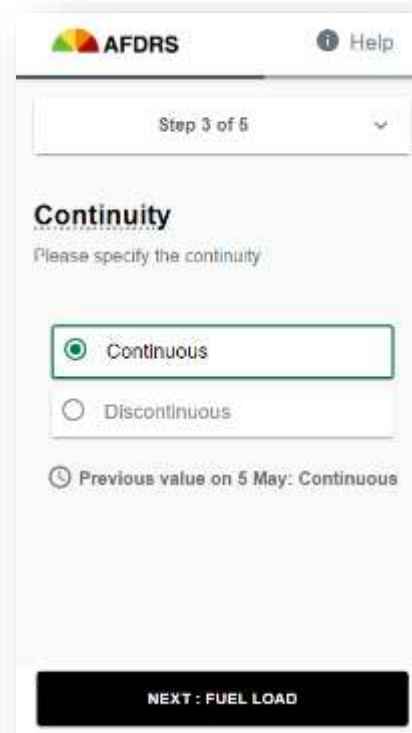 AFDRS
Help
Step 3 of 5
Continuity
Please specify the continuity
Continuous
Discontinuous
Previous value on 5 May: Continuous
NEXT : FUEL LOAD